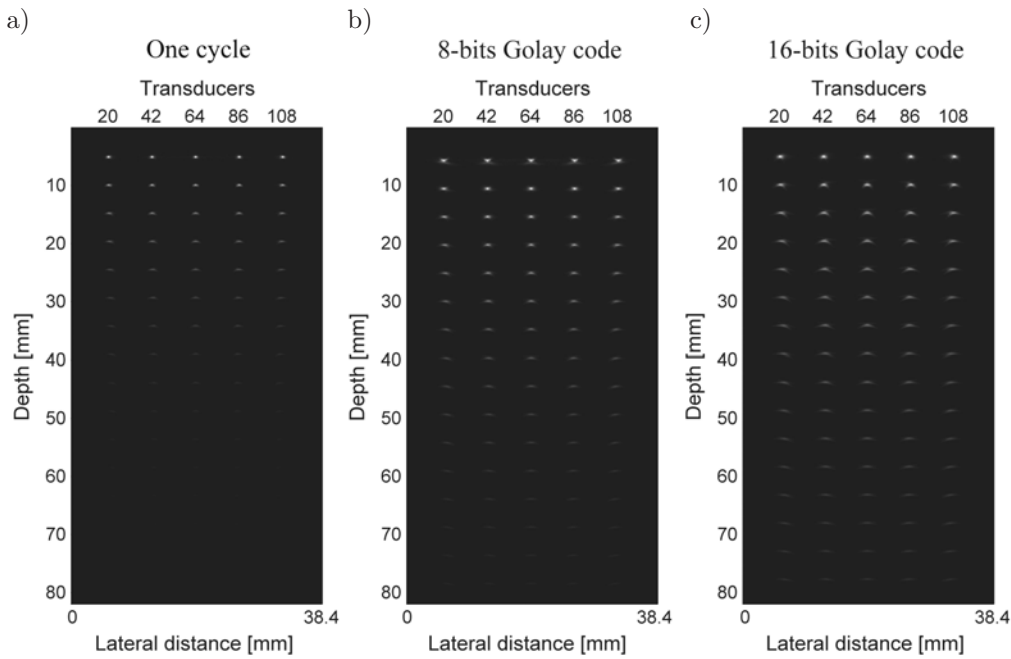 a)
One cycle
Transducers
20 42 64 86 108
10
20
30
40
50
60
70
80
Depth [mm]
0 38.4
Lateral distance [mm]
b)
8-bits Golay code
Transducers
20 42 64 86 108
10
20
30
40
50
60
70
80
Depth [mm]
0 38.4
Lateral distance [mm]
c)
16-bits Golay code
Transducers
20 42 64 86 108
10
20
30
40
50
60
70
80
Depth [mm]
0 38.4
Lateral distance [mm]